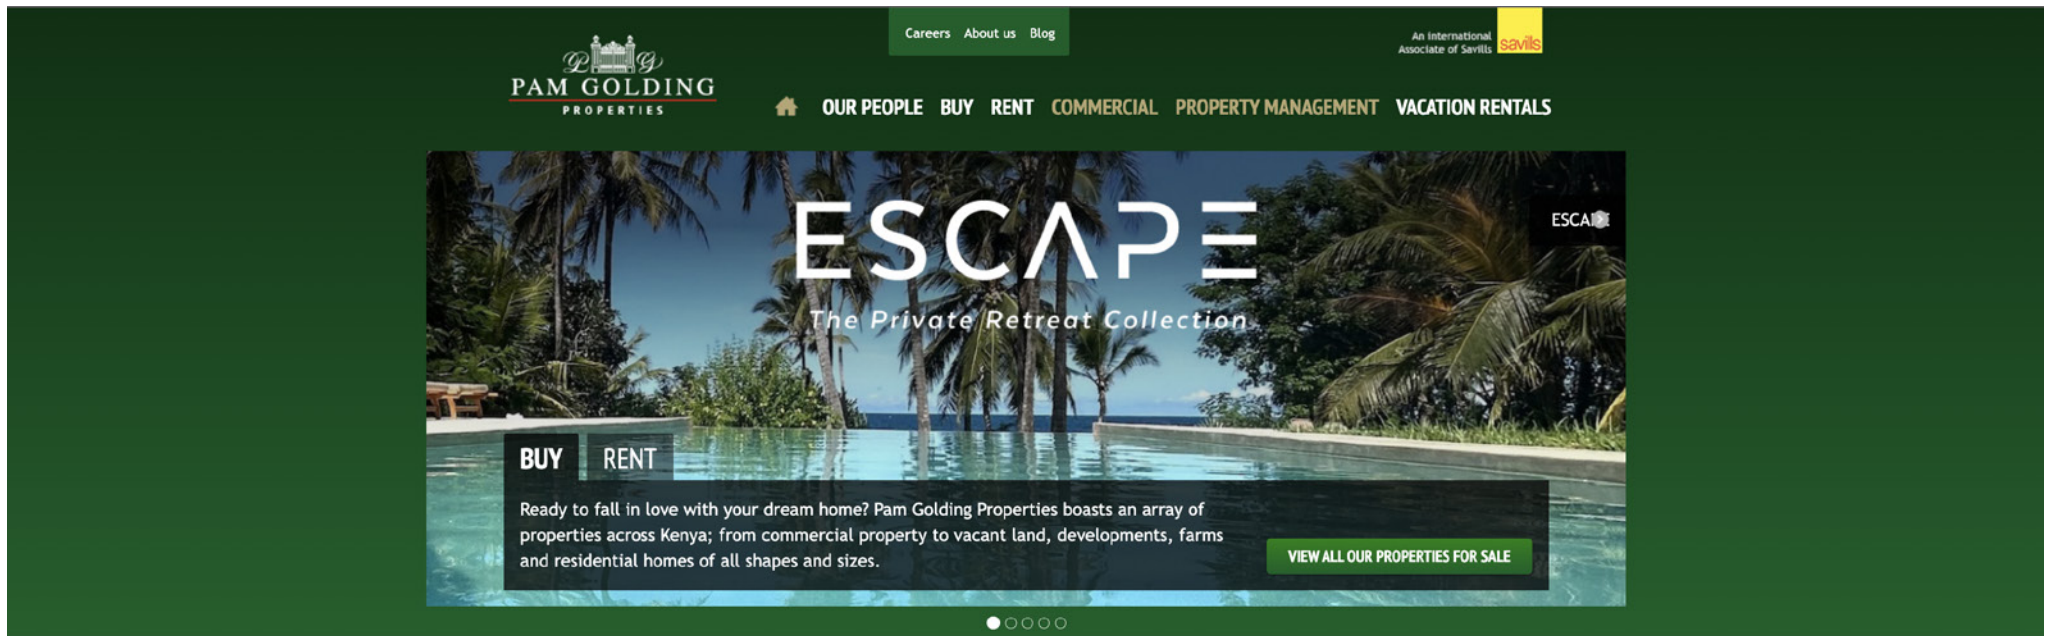 Careers About us Blog
An international
Associate of Savills
savills
PG
PAM GOLDING
PROPERTIES
OUR PEOPLE BUY RENT COMMERCIAL PROPERTY MANAGEMENT VACATION RENTALS
ESCAPE
The Private Retreat Collection
BUY RENT
Ready to fall in love with your dream home? Pam Golding Properties boasts an array of
properties across Kenya; from commercial property to vacant land, developments, farms
and residential homes of all shapes and sizes.
VIEW ALL OUR PROPERTIES FOR SALE